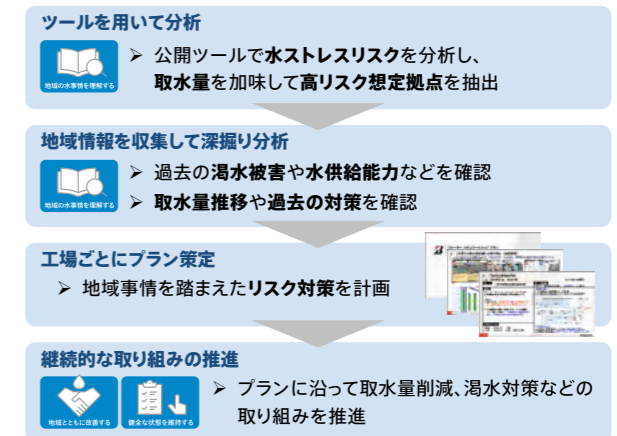 ツールを用いて分析
地域の水事情を理解する
➢ 公開ツールで水ストレスリスクを分析し、
取水量を加味して高リスク想定拠点を抽出
地域情報を収集して深掘り分析
地域の水事情を理解する
➢ 過去の渇水被害や水供給能力などを確認
➢ 取水量推移や過去の対策を確認
工場ごとにプラン策定
➢ 地域事情を踏まえたリスク対策を計画
継続的な取り組みの推進
地域とともに改善する
健全な状態を維持する
➢ プランに沿って取水量削減、渇水対策などの
取り組みを推進